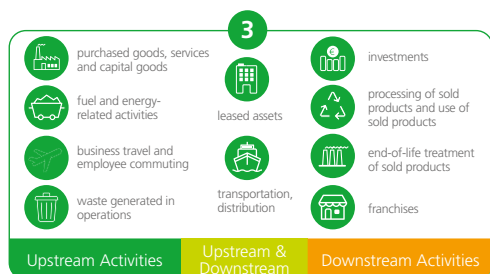 3
purchased goods, services
and capital goods
fuel and energy-
related activities
business travel and
employee commuting
waste generated in
operations
leased assets
transportation,
distribution
€
investments
processing of sold
products and use of
sold products
end-of-life treatment
of sold products
franchises
Upstream Activities
Upstream &
Downstream
Downstream Activities